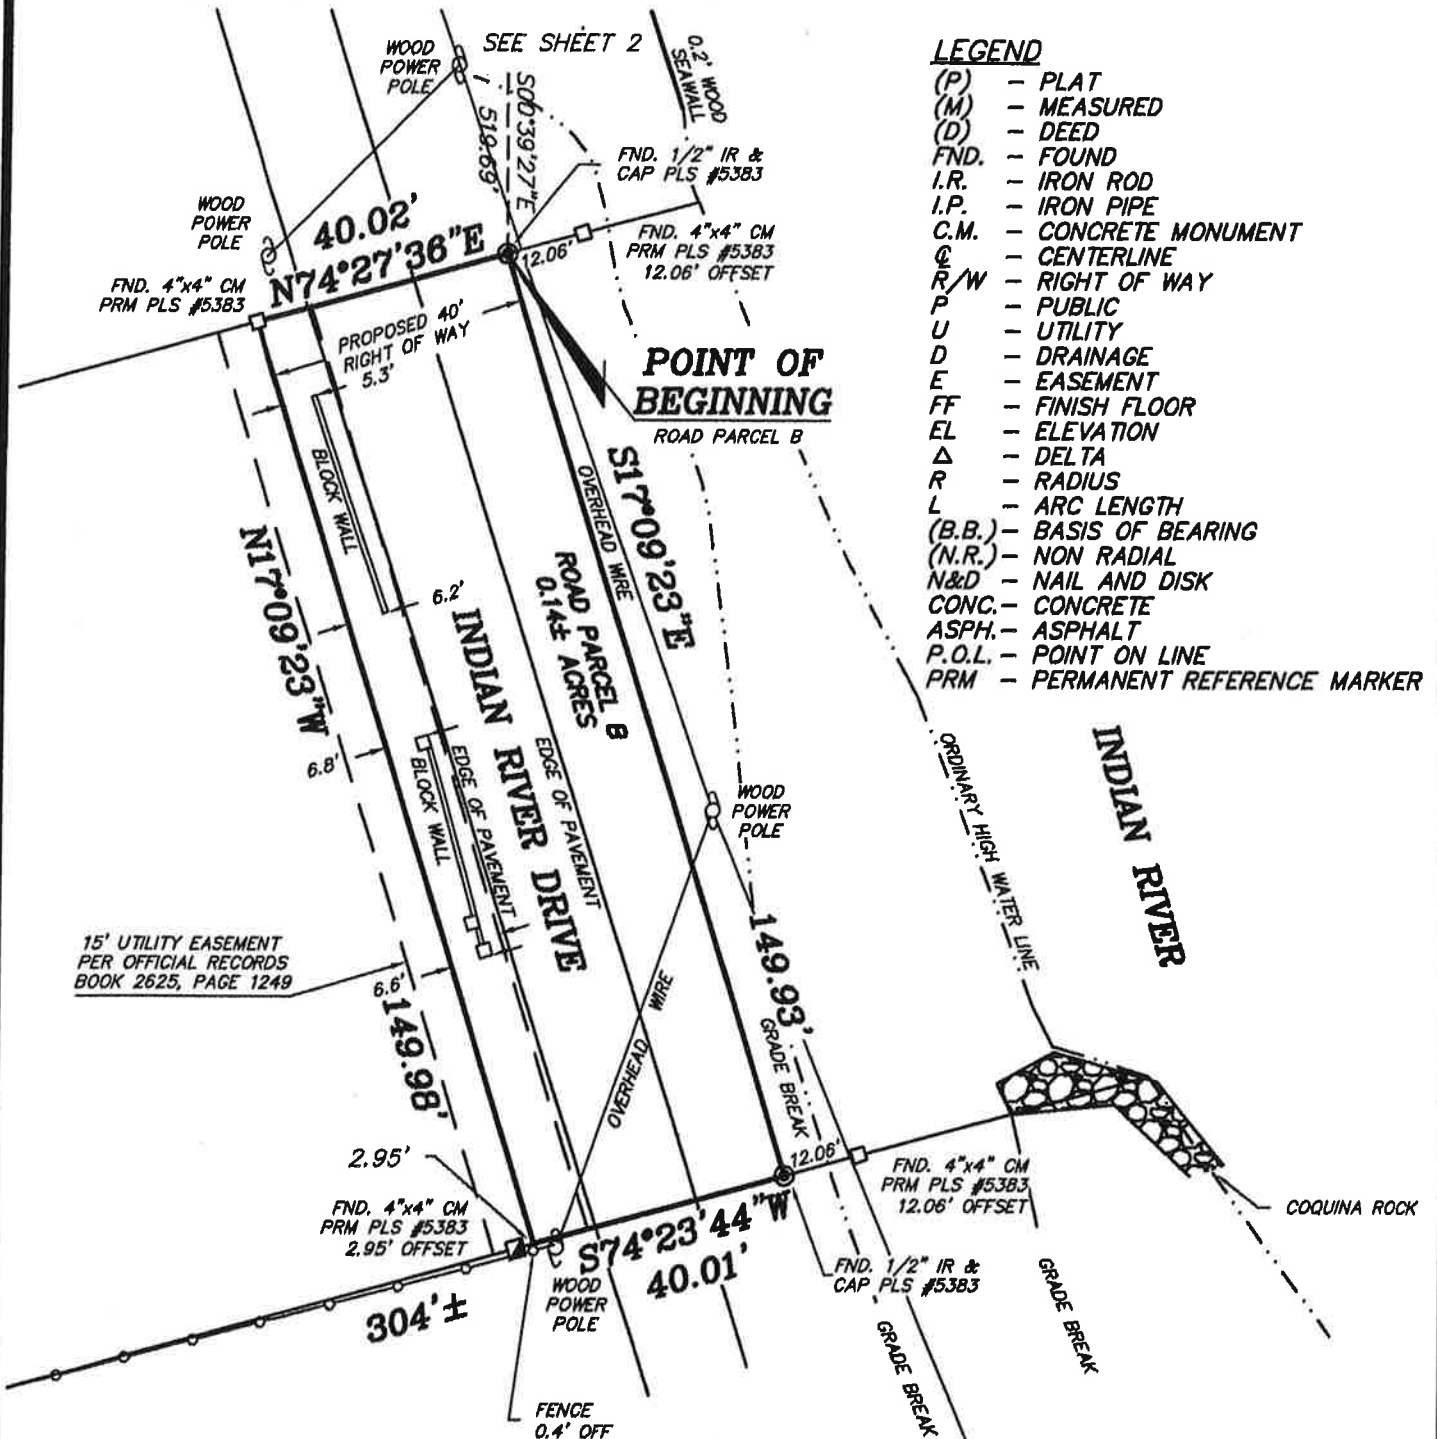 SEE SHEET 2
WOOD
POWER
POLE
0.2' WOOD
SEAWALL
S00°39'27"E
519.69'
FND. 1/2" IR &
CAP PLS #5383
WOOD
POWER
POLE
40.02'
N74°27'36"E
12.06'
FND. 4"x4" CM
PRM PLS #5383
12.06' OFFSET
FND. 4"x4" CM
PRM PLS #5383
PROPOSED 40'
RIGHT OF WAY
5.3'
POINT OF
BEGINNING
ROAD PARCEL B
BLOCK WALL
OVERHEAD WIRE
S17°09'23"E
N17°09'23"W
6.2'
ROAD PARCEL B
0.14± ACRES
INDIAN RIVER DRIVE
EDGE OF PAVEMENT
EDGE OF PAVEMENT
6.8'
BLOCK WALL
WOOD
POWER
POLE
ORDINARY HIGH WATER LINE
INDIAN RIVER
15' UTILITY EASEMENT
PER OFFICIAL RECORDS
BOOK 2625, PAGE 1249
6.6'
149.98'
149.93'
OVERHEAD WIRE
GRADE BREAK
2.95'
12.06'
FND. 4"x4" CM
PRM PLS #5383
12.06' OFFSET
FND. 4"x4" CM
PRM PLS #5383
2.95' OFFSET
S74°23'44"W
40.01'
COQUINA ROCK
FND. 1/2" IR &
CAP PLS #5383
WOOD
POWER
POLE
304'±
GRADE BREAK
GRADE BREAK
FENCE
0.4' OFF
LEGEND
(P) - PLAT
(M) - MEASURED
(D) - DEED
FND. - FOUND
I.R. - IRON ROD
I.P. - IRON PIPE
C.M. - CONCRETE MONUMENT
℄ - CENTERLINE
R/W - RIGHT OF WAY
P - PUBLIC
U - UTILITY
D - DRAINAGE
E - EASEMENT
FF - FINISH FLOOR
EL - ELEVATION
Δ - DELTA
R - RADIUS
L - ARC LENGTH
(B.B.) - BASIS OF BEARING
(N.R.) - NON RADIAL
N&D - NAIL AND DISK
CONC. - CONCRETE
ASPH. - ASPHALT
P.O.L. - POINT ON LINE
PRM - PERMANENT REFERENCE MARKER